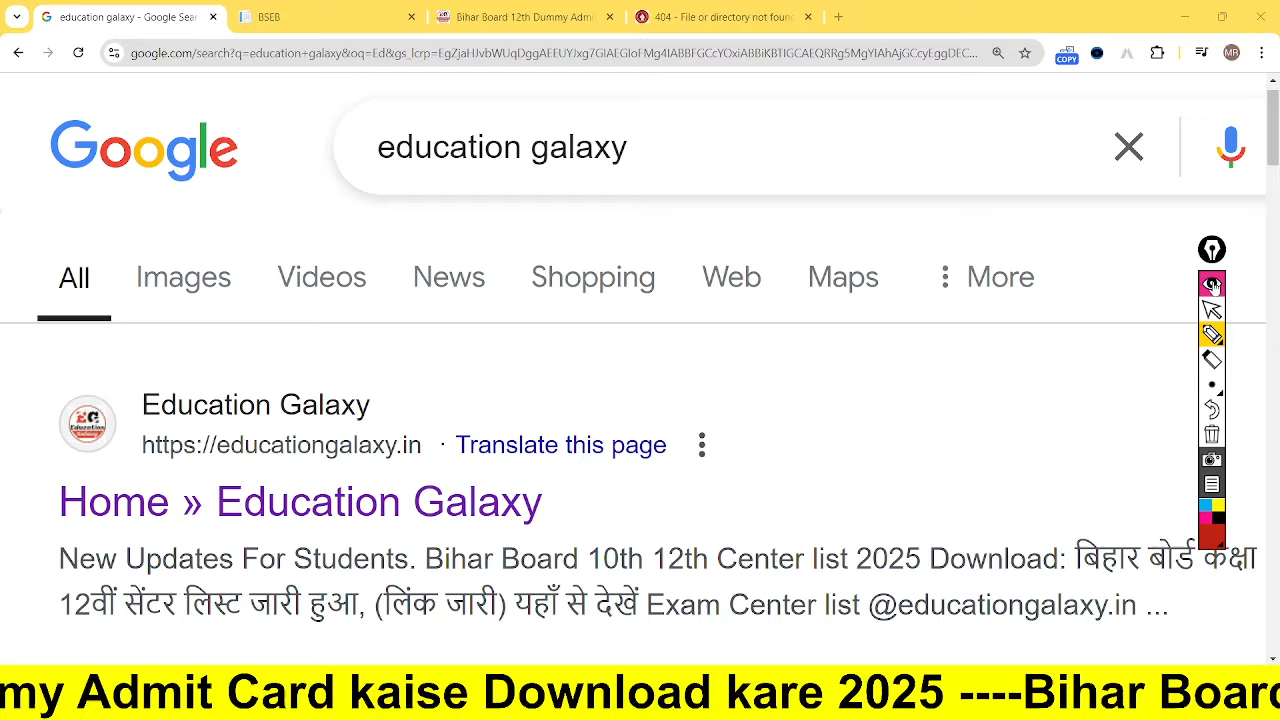 education galaxy - Google Sear
BSEB
Bihar Board 12th Dummy Admi
404 - File or directory not foun
google.com/search?q=education+galaxy&oq=Ed&gs_lcrp=
COPY
MR
Google
education galaxy
All
Images
Videos
News
Shopping
Web
Maps
More
Education Galaxy
https://educationgalaxy.in · Translate this page
Home » Education Galaxy
New Updates For Students. Bihar Board 10th 12th Center list 2025 Download: बिहार बोर्ड कक्षा
12वीं सेंटर लिस्ट जारी हुआ, (लिंक जारी) यहाँ से देखें Exam Center list @educationgalaxy.in ...
my Admit Card kaise Download kare 2025 ----Bihar Board